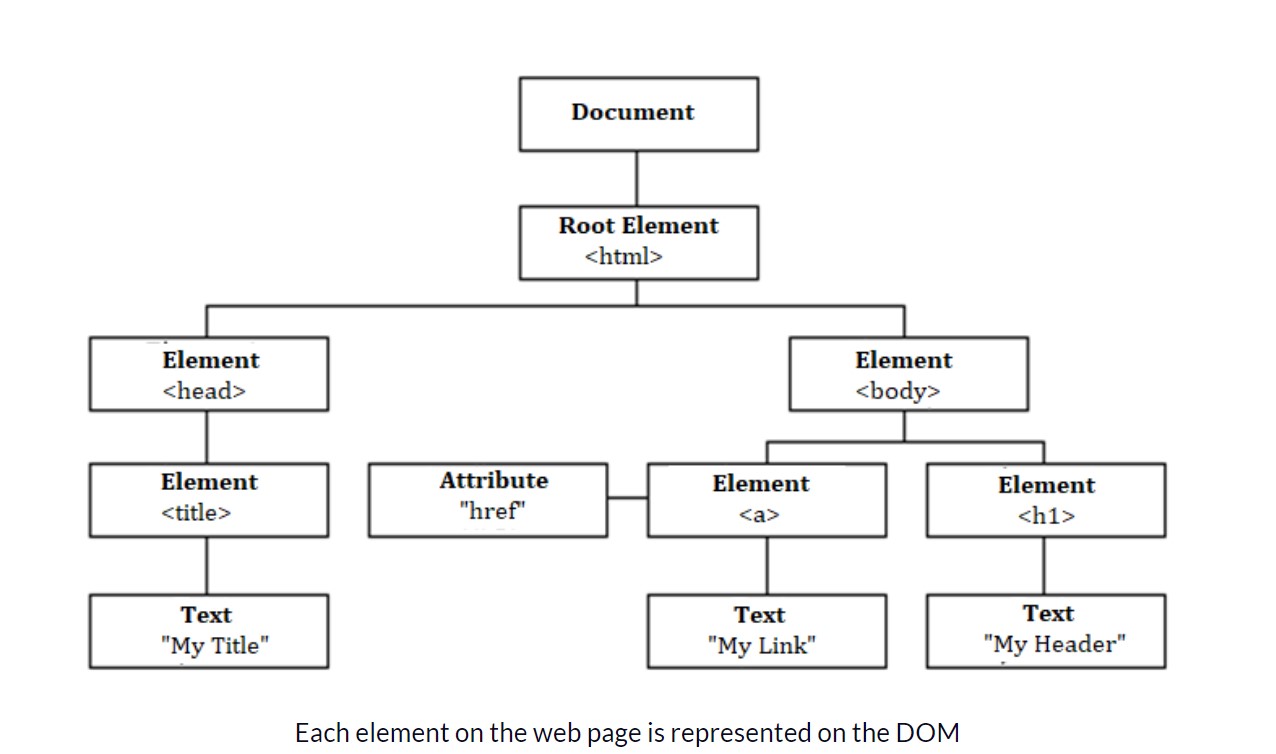 Document
Root Element
<html>
Element
<head>
Element
<body>
Element
<title>
Attribute
"href"
Element
<a>
Element
<h1>
Text
"My Title"
Text
"My Link"
Text
"My Header"
Each element on the web page is represented on the DOM